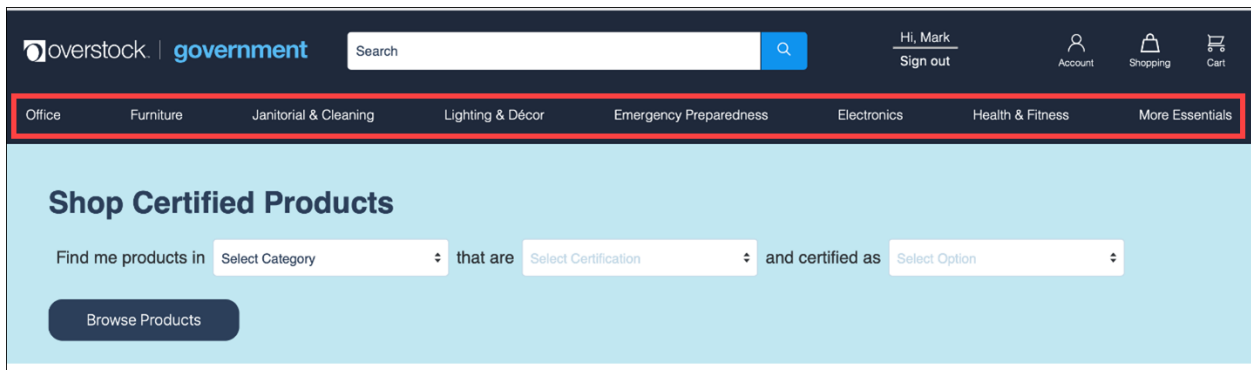 overstock. | government
Search
Hi, Mark
Sign out
Account
Shopping
Cart
Office Furniture Janitorial & Cleaning Lighting & Décor Emergency Preparedness Electronics Health & Fitness More Essentials
Shop Certified Products
Find me products in Select Category that are Select Certification and certified as Select Option
Browse Products